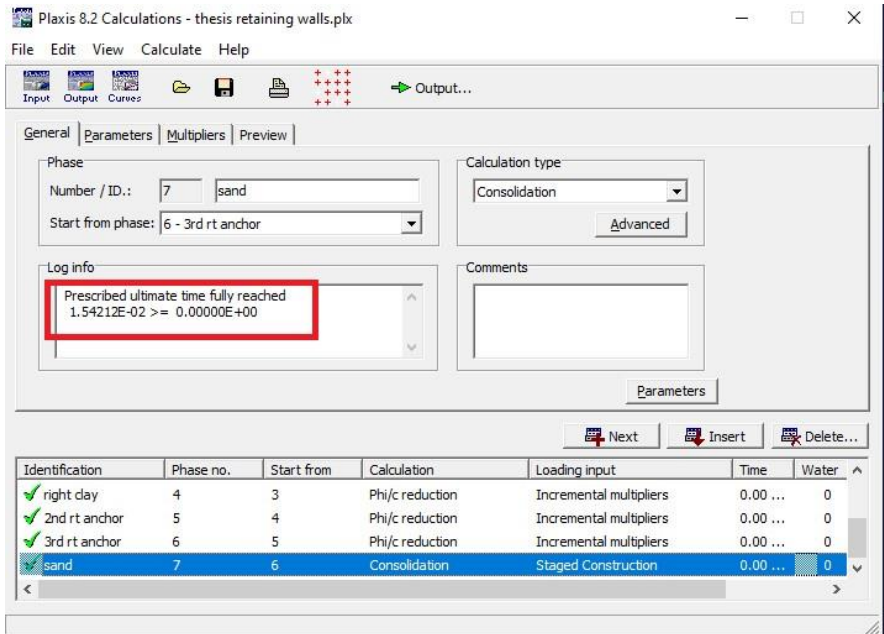 Plaxis 8.2 Calculations - thesis retaining walls.plx
File Edit View Calculate Help
Input Output Curves Output...
General Parameters Multipliers Preview
Phase
Number / ID.: 7 sand
Start from phase: 6 - 3rd rt anchor
Calculation type
Consolidation
Advanced
Log info
Prescribed ultimate time fully reached
1.54212E-02 >= 0.00000E+00
Comments
Parameters
Next Insert Delete...
Identification Phase no. Start from Calculation Loading input Time Water
right clay 4 3 Phi/c reduction Incremental multipliers 0.00 ... 0
2nd rt anchor 5 4 Phi/c reduction Incremental multipliers 0.00 ... 0
3rd rt anchor 6 5 Phi/c reduction Incremental multipliers 0.00 ... 0
sand 7 6 Consolidation Staged Construction 0.00 ... 0